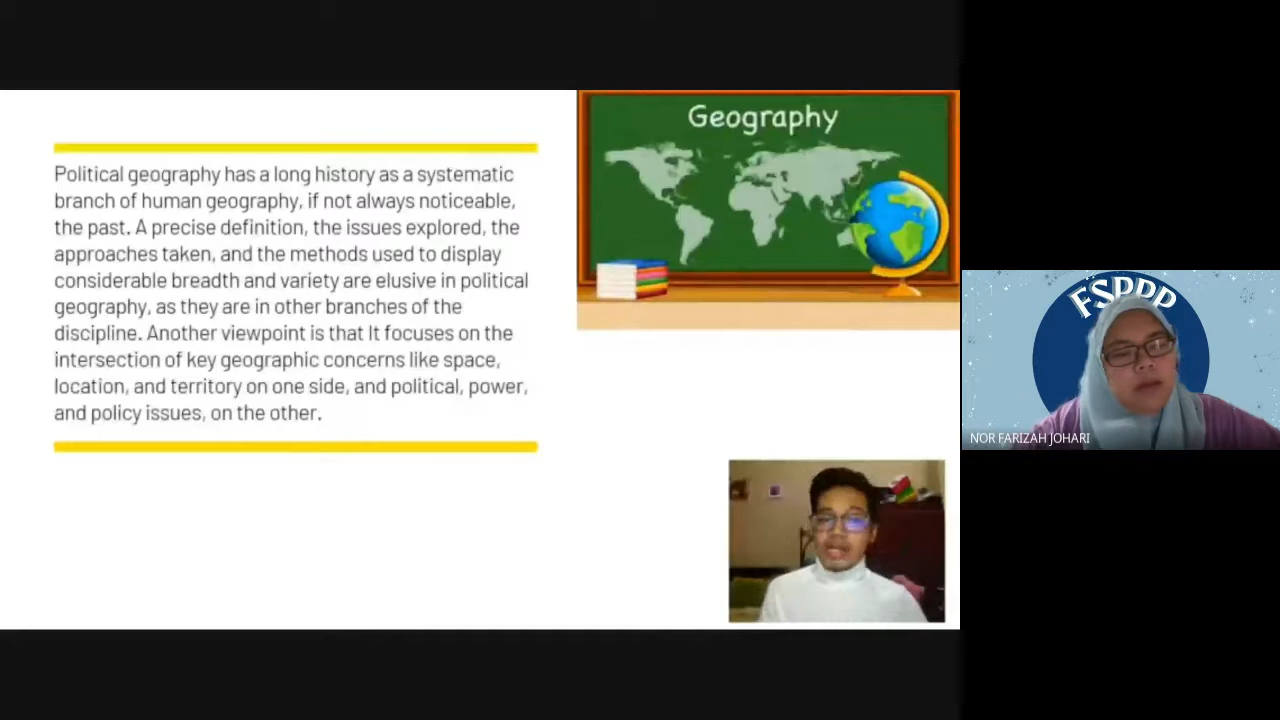 Geography
Political geography has a long history as a systematic
branch of human geography, if not always noticeable,
the past. A precise definition, the issues explored, the
approaches taken, and the methods used to display
considerable breadth and variety are elusive in political
geography, as they are in other branches of the
discipline. Another viewpoint is that It focuses on the
intersection of key geographic concerns like space,
location, and territory on one side, and political, power,
and policy issues, on the other.
FSPPP
NOR FARIZAH JOHARI